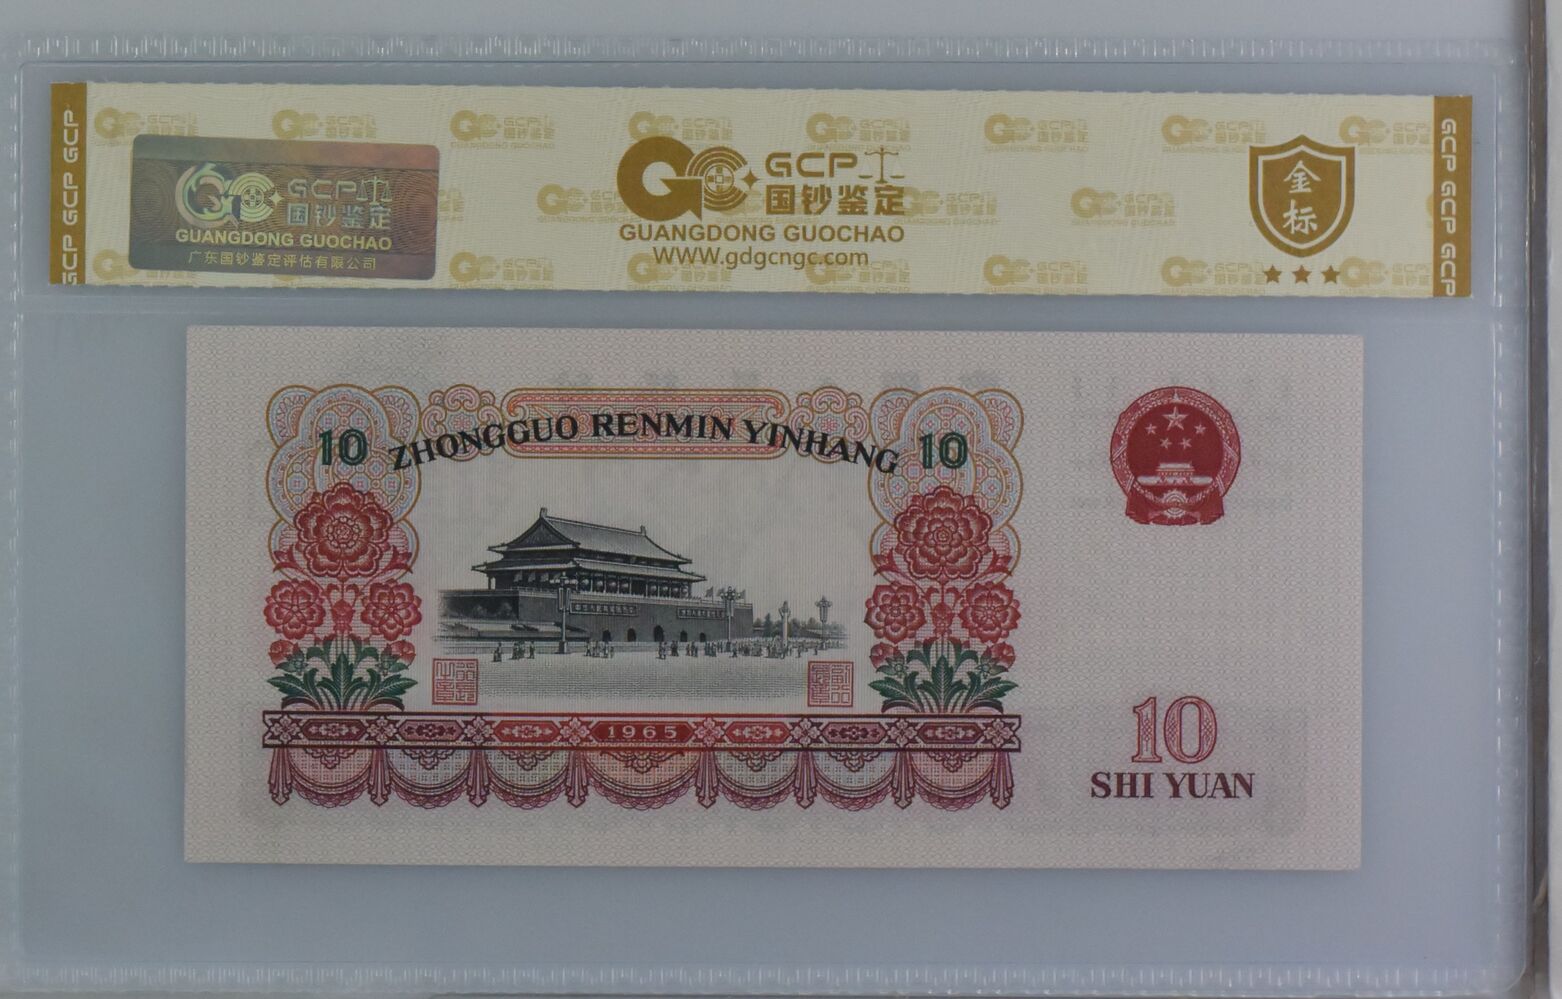 GCP GCP GCP
GCP
国钞鉴定
GUANGDONG GUOCHAO
广东国钞鉴定评估有限公司
GCP
国钞鉴定
GUANGDONG GUOCHAO
www.gdgcngc.com
金
标
GCP GCP GCP
10 ZHONGGUO RENMIN YINHANG 10
1965
10
SHI YUAN